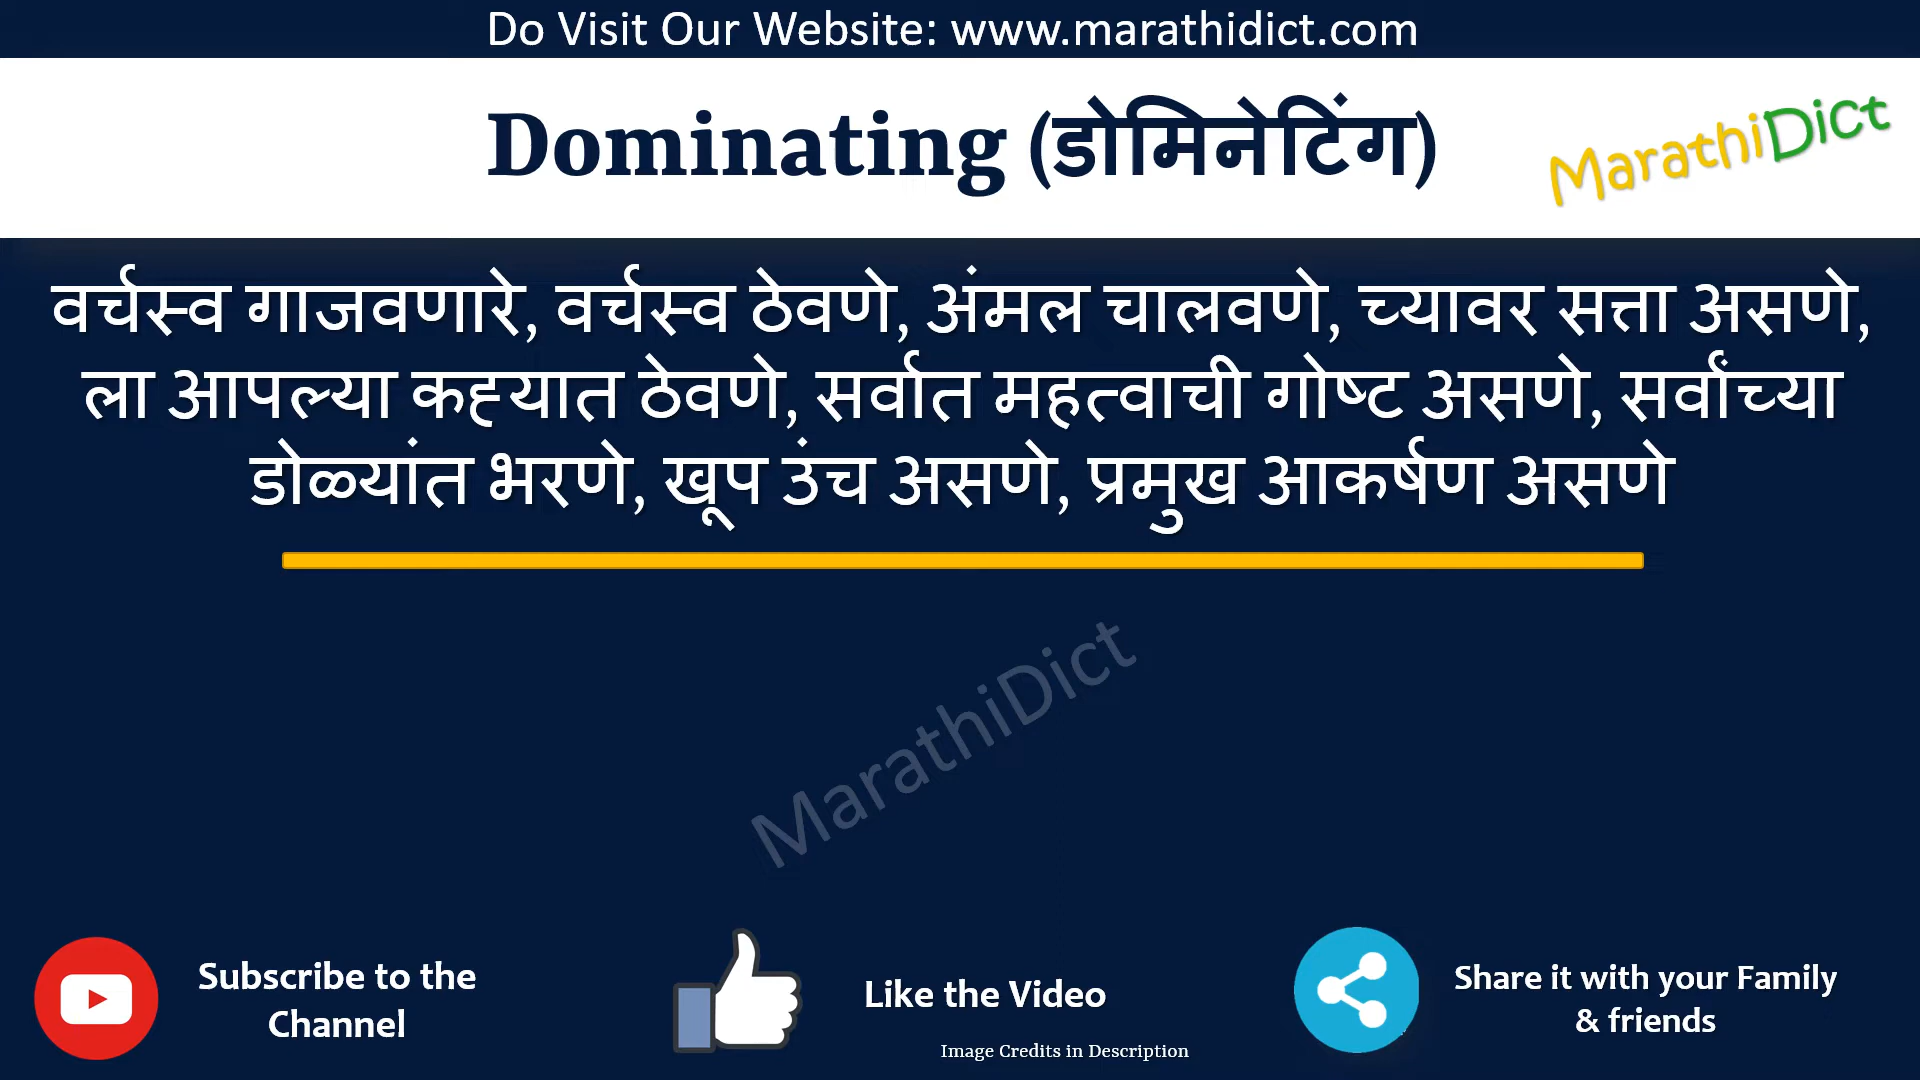 Do Visit Our Website: www.marathidict.com
Dominating (डोमिनेटिंग)
MarathiDict
वर्चस्व गाजवणारे, वर्चस्व ठेवणे, अंमल चालवणे, च्यावर सत्ता असणे,
ला आपल्या कह्यात ठेवणे, सर्वात महत्वाची गोष्ट असणे, सर्वांच्या
डोळ्यांत भरणे, खूप उंच असणे, प्रमुख आकर्षण असणे
MarathiDict
Subscribe to the
Channel
Like the Video
Share it with your Family
& friends
Image Credits in Description